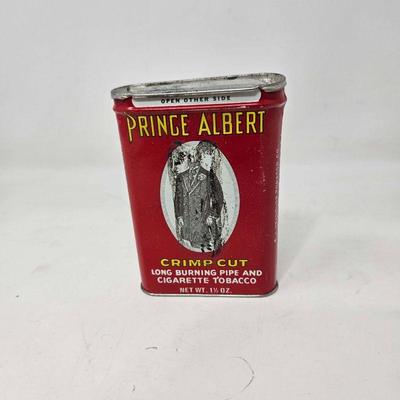 OPEN OTHER SIDE
PRINCE ALBERT
CRIMP CUT
LONG BURNING PIPE AND
CIGARETTE TOBACCO
NET WT. 1½ OZ.